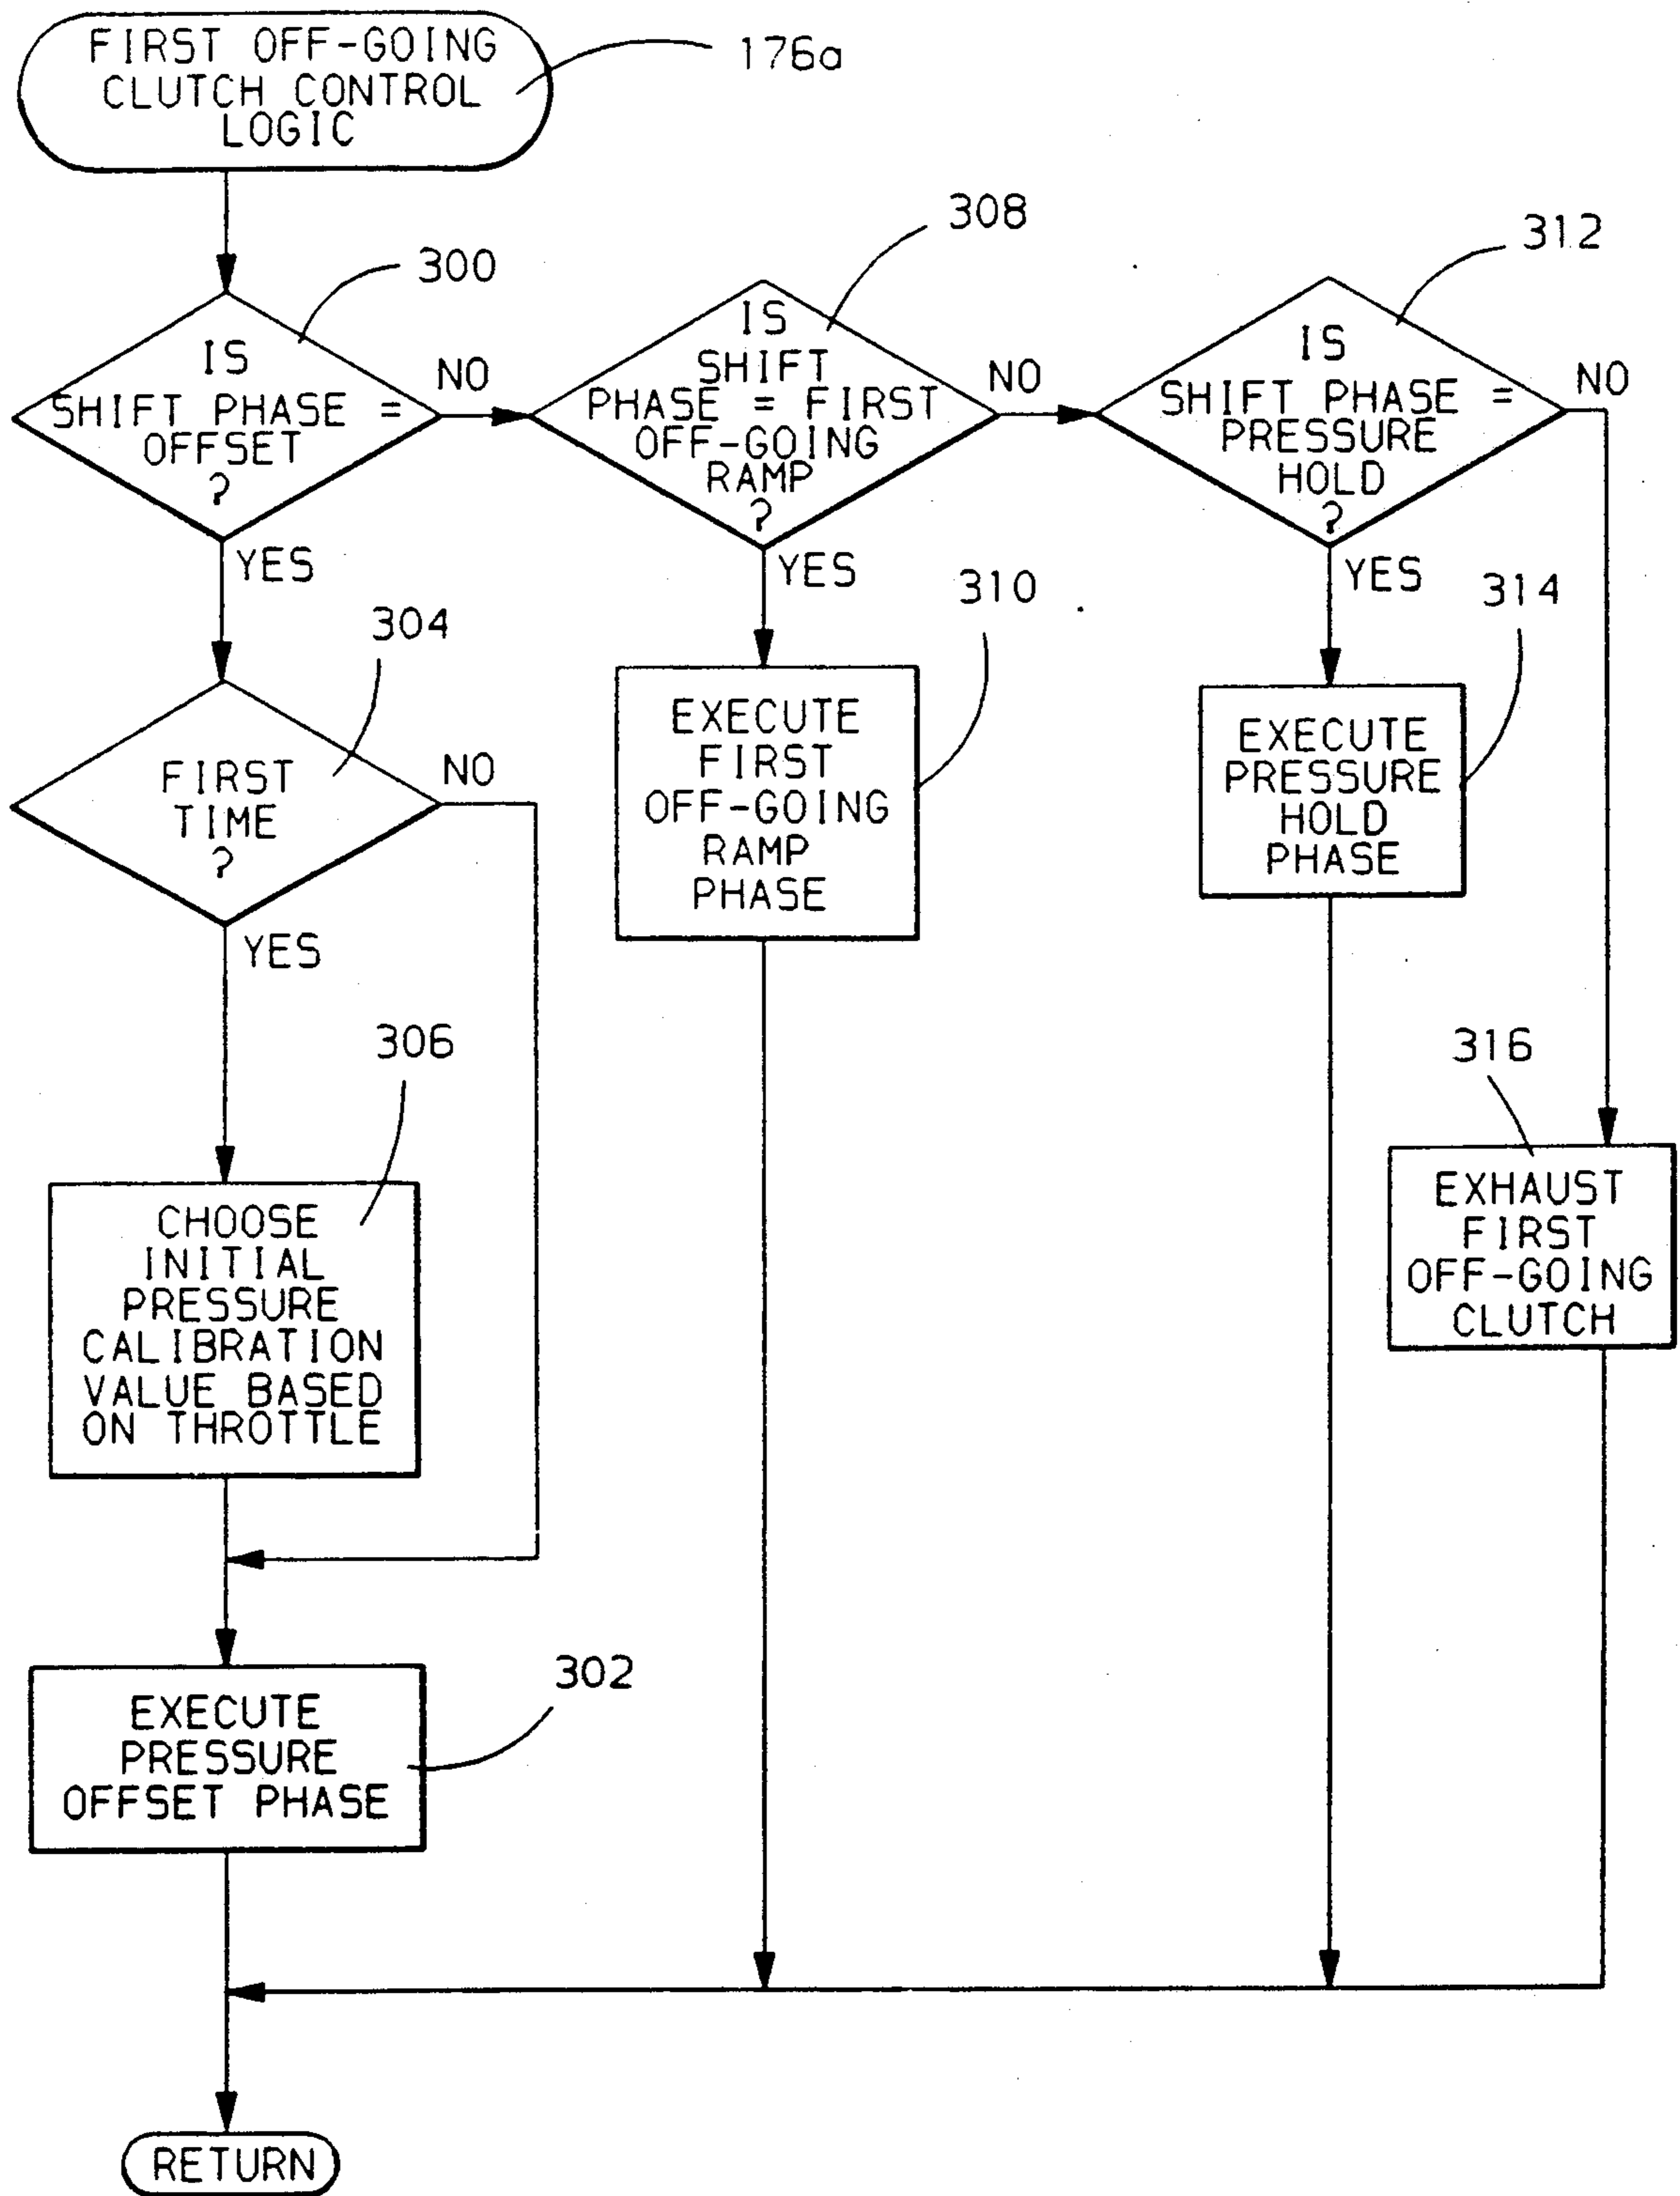 FIRST OFF-GOING
CLUTCH CONTROL
LOGIC
176a
300
IS
SHIFT PHASE =
OFFSET
?
NO
YES
308
IS
SHIFT
PHASE = FIRST
OFF-GOING
RAMP
?
NO
YES
312
IS
SHIFT PHASE =
PRESSURE
HOLD
?
NO
YES
304
FIRST
TIME
?
NO
YES
310
EXECUTE
FIRST
OFF-GOING
RAMP
PHASE
314
EXECUTE
PRESSURE
HOLD
PHASE
306
CHOOSE
INITIAL
PRESSURE
CALIBRATION
VALUE BASED
ON THROTTLE
316
EXHAUST
FIRST
OFF-GOING
CLUTCH
302
EXECUTE
PRESSURE
OFFSET PHASE
RETURN